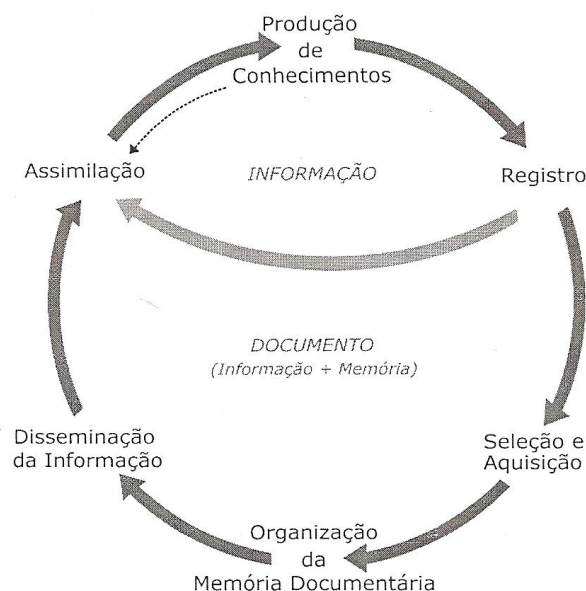 Produção
de
Conhecimentos
Assimilação
INFORMAÇÃO
Registro
DOCUMENTO
(Informação + Memória)
Disseminação
da Informação
Seleção e
Aquisição
Organização
da
Memória Documentária